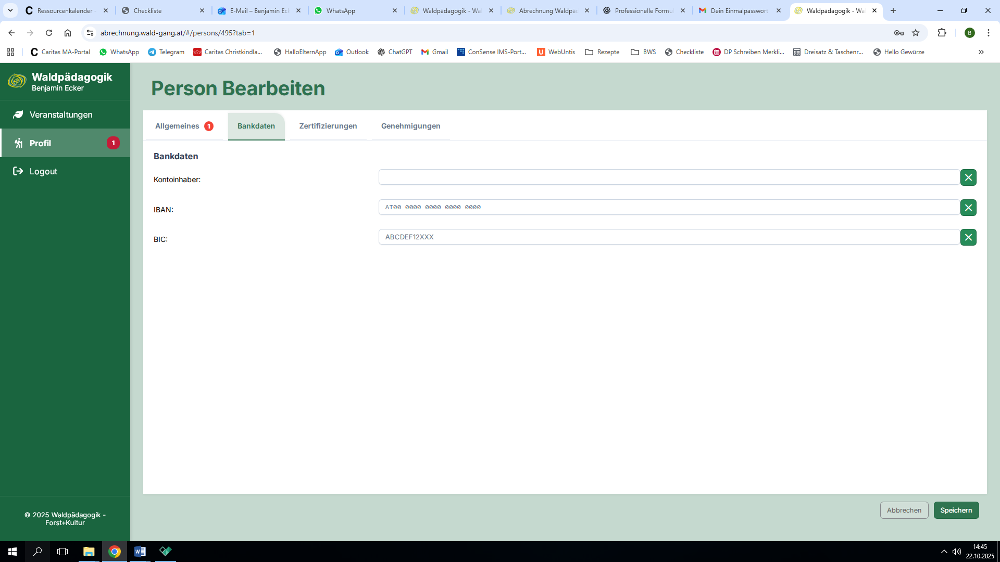 Ressourcenkalender -
Checkliste
E-Mail – Benjamin Eck
WhatsApp
Waldpädagogik - Wal
Abrechnung Waldpäd
Professionelle Formul
Dein Einmalpasswort
Waldpädagogik - Wa
abrechnung.wald-gang.at/#/persons/495?tab=1
B
Caritas MA-Portal
WhatsApp
Telegram
Caritas Christkindla...
HalloElternApp
Outlook
ChatGPT
Gmail
ConSense IMS-Port...
WebUntis
Rezepte
BWS
Checkliste
DP Schreiben Merkli...
Dreisatz & Taschenr...
Hello Gewürze
Waldpädagogik
Benjamin Ecker
Veranstaltungen
Profil 1
Logout
© 2025 Waldpädagogik -
Forst+Kultur
Person Bearbeiten
Allgemeines 1
Bankdaten
Zertifizierungen
Genehmigungen
Bankdaten
Kontoinhaber:
IBAN:
AT00 0000 0000 0000 0000
BIC:
ABCDEF12XXX
Abbrechen
Speichern
14:45
22.10.2025